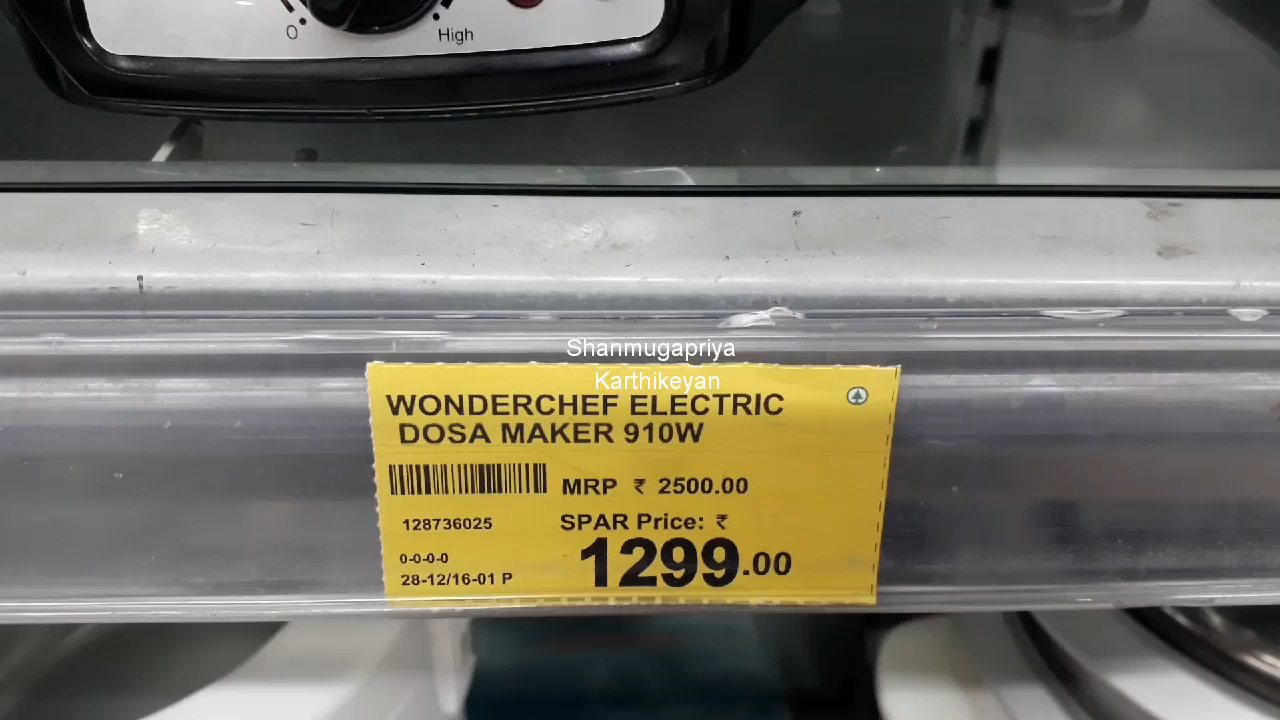 0
High
Shanmugapriya
Karthikeyan
WONDERCHEF ELECTRIC
DOSA MAKER 910W
MRP ₹ 2500.00
128736025
SPAR Price: ₹
1299.00
0-0-0-0
28-12/16-01 P